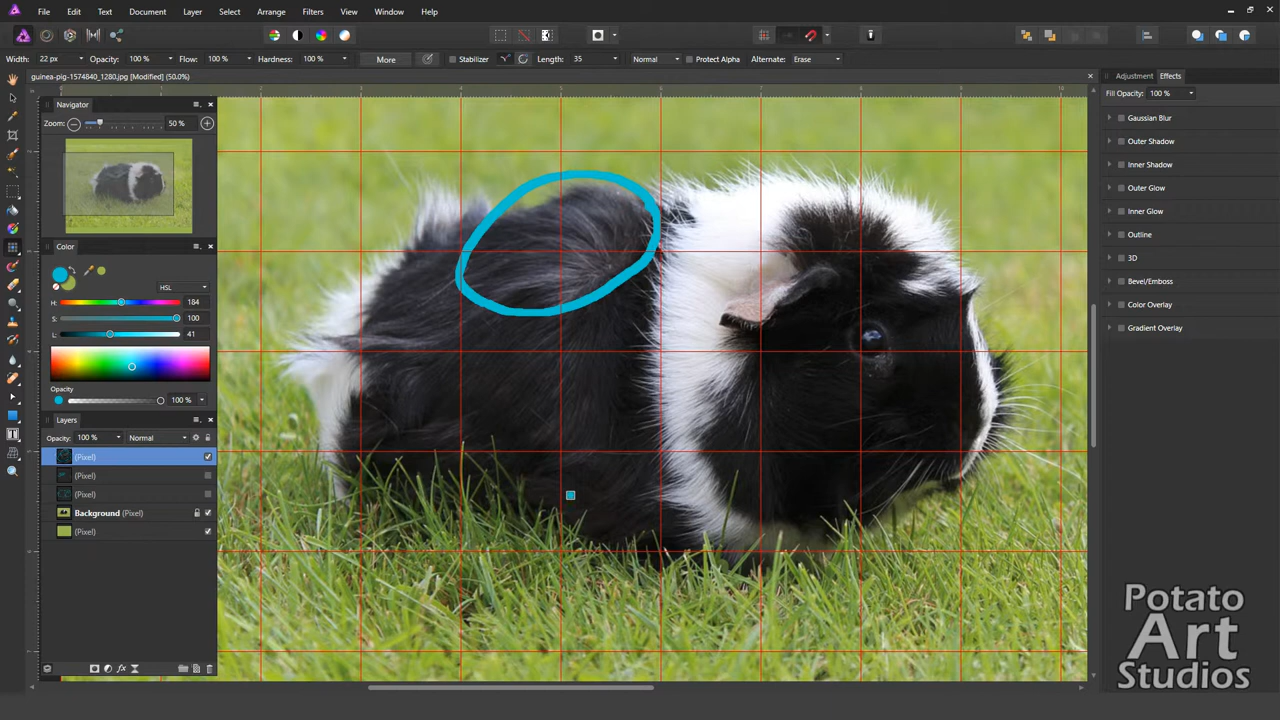 File Edit Text Document Layer Select Arrange Filters View Window Help
Width: 22 px Opacity: 100 % Flow: 100 % Hardness: 100 % More Stabilizer Length: 35 Normal Protect Alpha Alternate: Erase
guinea-pig-1574840_1280.jpg [Modified] (50.0%)
Adjustment Effects
Fill Opacity: 100 %
Gaussian Blur
Outer Shadow
Inner Shadow
Outer Glow
Inner Glow
Outline
3D
Bevel/Emboss
Color Overlay
Gradient Overlay
Navigator
Zoom: 50 %
Color
HSL
H: 184
S: 100
L: 41
Opacity
100 %
Layers
Opacity: 100 % Normal
(Pixel)
(Pixel)
(Pixel)
Background (Pixel)
(Pixel)
Potato
Art
Studios